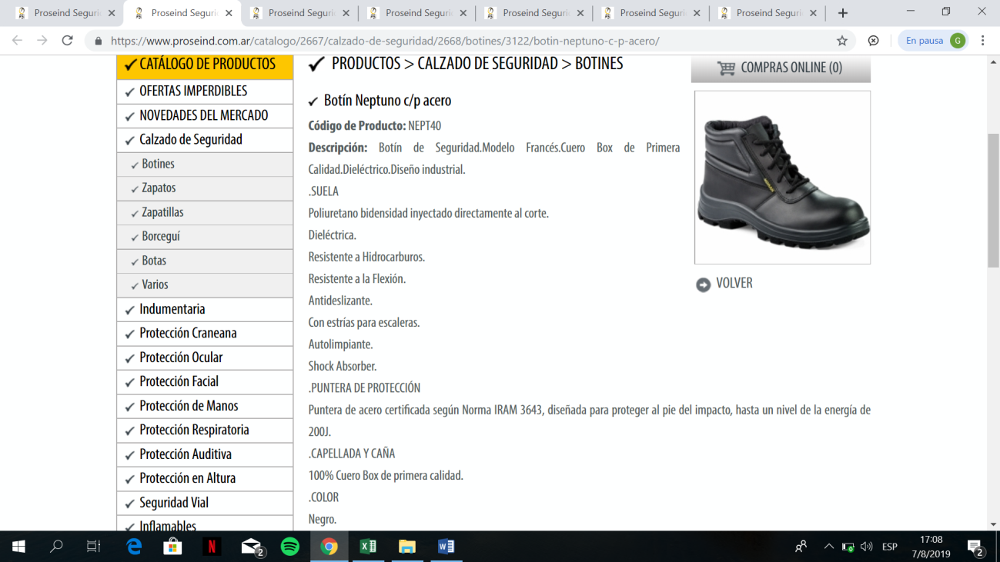 Proseind Seguri
Proseind Seguri
Proseind Seguri
Proseind Seguri
Proseind Seguri
Proseind Seguri
Proseind Seguri
https://www.proseind.com.ar/catalogo/2667/calzado-de-seguridad/2668/botines/3122/botin-neptuno-c-p-acero/
En pausa G
CATÁLOGO DE PRODUCTOS
OFERTAS IMPERDIBLES
NOVEDADES DEL MERCADO
Calzado de Seguridad
Botines
Zapatos
Zapatillas
Borceguí
Botas
Varios
Indumentaria
Protección Craneana
Protección Ocular
Protección Facial
Protección de Manos
Protección Respiratoria
Protección Auditiva
Protección en Altura
Seguridad Vial
Inflamables
PRODUCTOS > CALZADO DE SEGURIDAD > BOTINES
Botín Neptuno c/p acero
Código de Producto: NEPT40
Descripción: Botín de Seguridad.Modelo Francés.Cuero Box de Primera
Calidad.Dieléctrico.Diseño industrial.
.SUELA
Poliuretano bidensidad inyectado directamente al corte.
Dieléctrica.
Resistente a Hidrocarburos.
Resistente a la Flexión.
Antideslizante.
Con estrías para escaleras.
Autolimpiante.
Shock Absorber.
.PUNTERA DE PROTECCIÓN
Puntera de acero certificada según Norma IRAM 3643, diseñada para proteger al pie del impacto, hasta un nivel de la energía de
200J.
.CAPELLADA Y CAÑA
100% Cuero Box de primera calidad.
.COLOR
Negro.
COMPRAS ONLINE (0)
VOLVER
2
ESP
17:08
7/8/2019
2